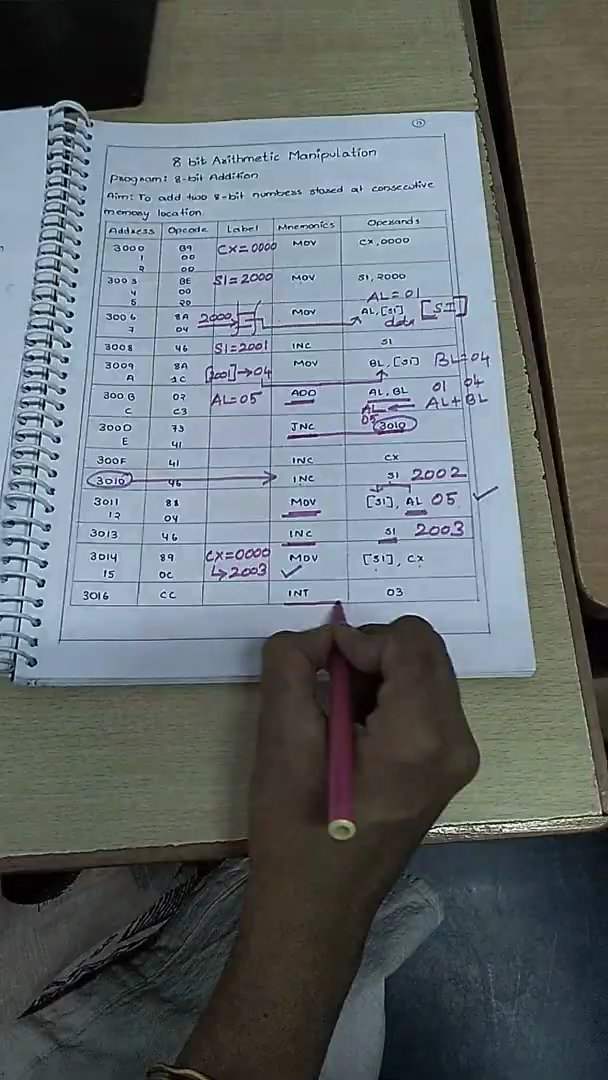 13
8 bit Arithmetic Manipulation
Program: 8-bit Addition
Aim: To add two 8-bit numbers stored at consecutive
memory location
Address Opcode Label Mnemonics Operands
3000 B9 CX=0000 MOV CX,0000
1 00
2 00
3003 BE SI=2000 MOV SI, 2000
4 00
5 20 AL=01
3006 8A 2000 MOV AL,[SI] [SI]
7 04 data
3008 46 SI=2001 INC SI
3009 8A [2001]→04 MOV BL,[SI] BL=04
A 1C
300B 02 AL=05 ADD AL, BL 01 04
C C3 AL ← AL+BL
05
300D 73 JNC 3010
E 41
300F 41 INC CX
3010 46 INC SI 2002
3011 88 MOV [SI], AL 05
12 04
3013 46 INC SI 2003
3014 89 CX=0000 MOV [SI], CX
15 0C ↳2003
3016 CC INT 03